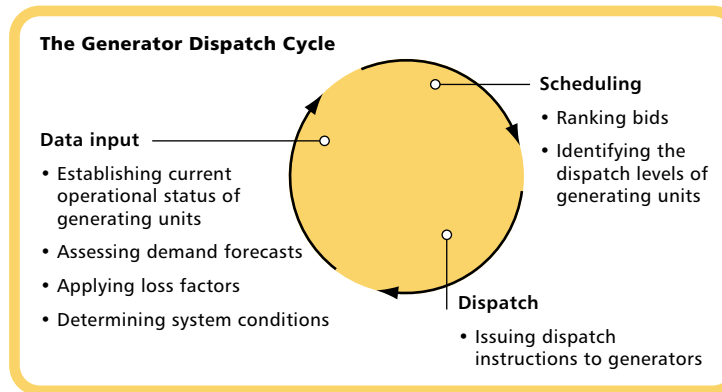 The Generator Dispatch Cycle
Data input
• Establishing current
operational status of
generating units
• Assessing demand forecasts
• Applying loss factors
• Determining system conditions
Scheduling
• Ranking bids
• Identifying the
dispatch levels of
generating units
Dispatch
• Issuing dispatch
instructions to generators